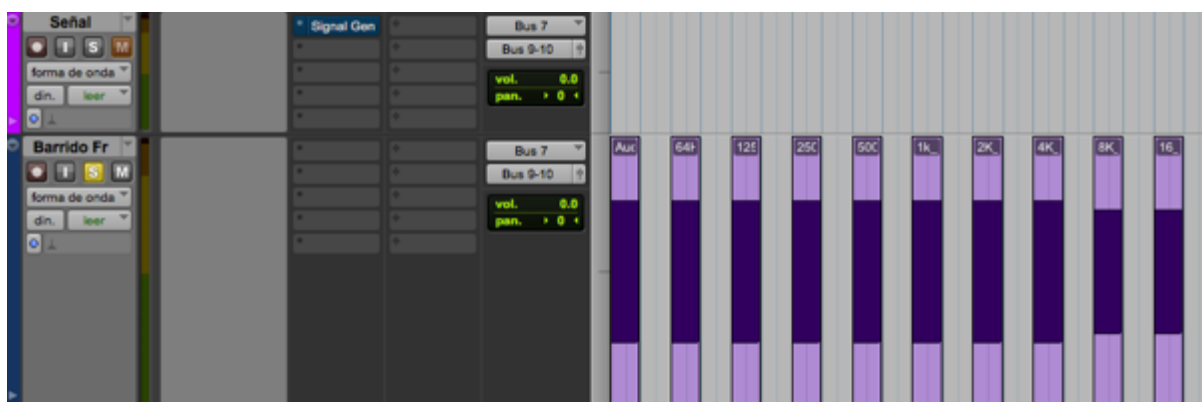 Señal
Signal Gen
Bus 7
I S M
Bus 9-10
forma de onda
vol. 0.0
din. leer
pan. 0
Barrido Fr
Bus 7
I S M
Bus 9-10
forma de onda
vol. 0.0
din. leer
pan. 0
Auc 64H 125 250 500 1k_ 2K_ 4K_ 8K_ 16_